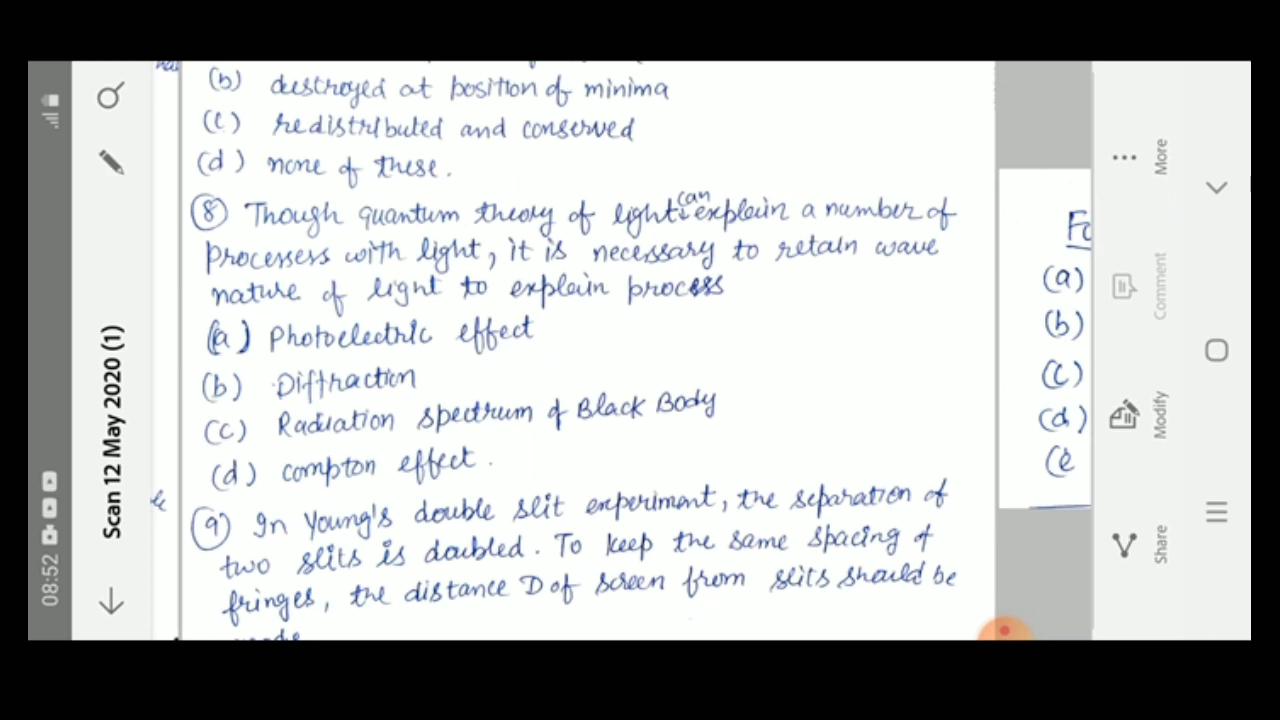 (b) destroyed at position of minima
(c) redistributed and conserved
(d) none of these.
(8) Though quantum theory of light can explain a number of
processess with light, it is necessary to retain wave
nature of light to explain process
(a) Photoelectric effect
(b) Diffraction
(c) Radiation spectrum of Black Body
(d) compton effect.
(9) In Young's double slit experiment, the separation of
two slits is doubled. To keep the same spacing of
fringes, the distance D of screen from slits should be
(a)
(b)
(c)
(d)
(e
Scan 12 May 2020 (1)
08:52
More
Comment
Modify
Share